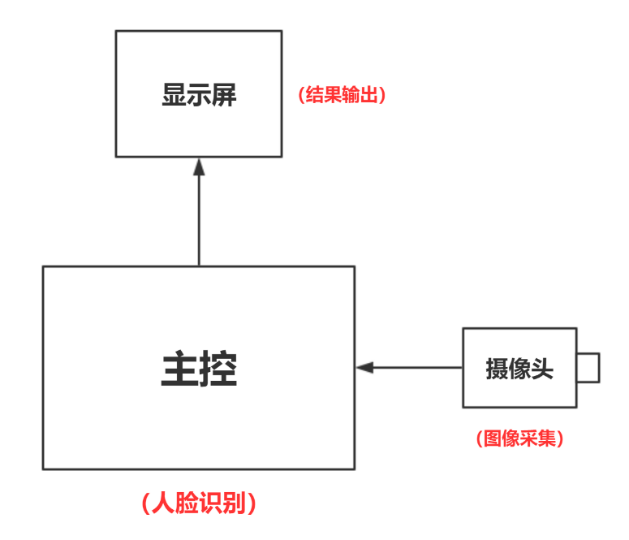 显示屏
（结果输出）
主控
（人脸识别）
摄像头
（图像采集）